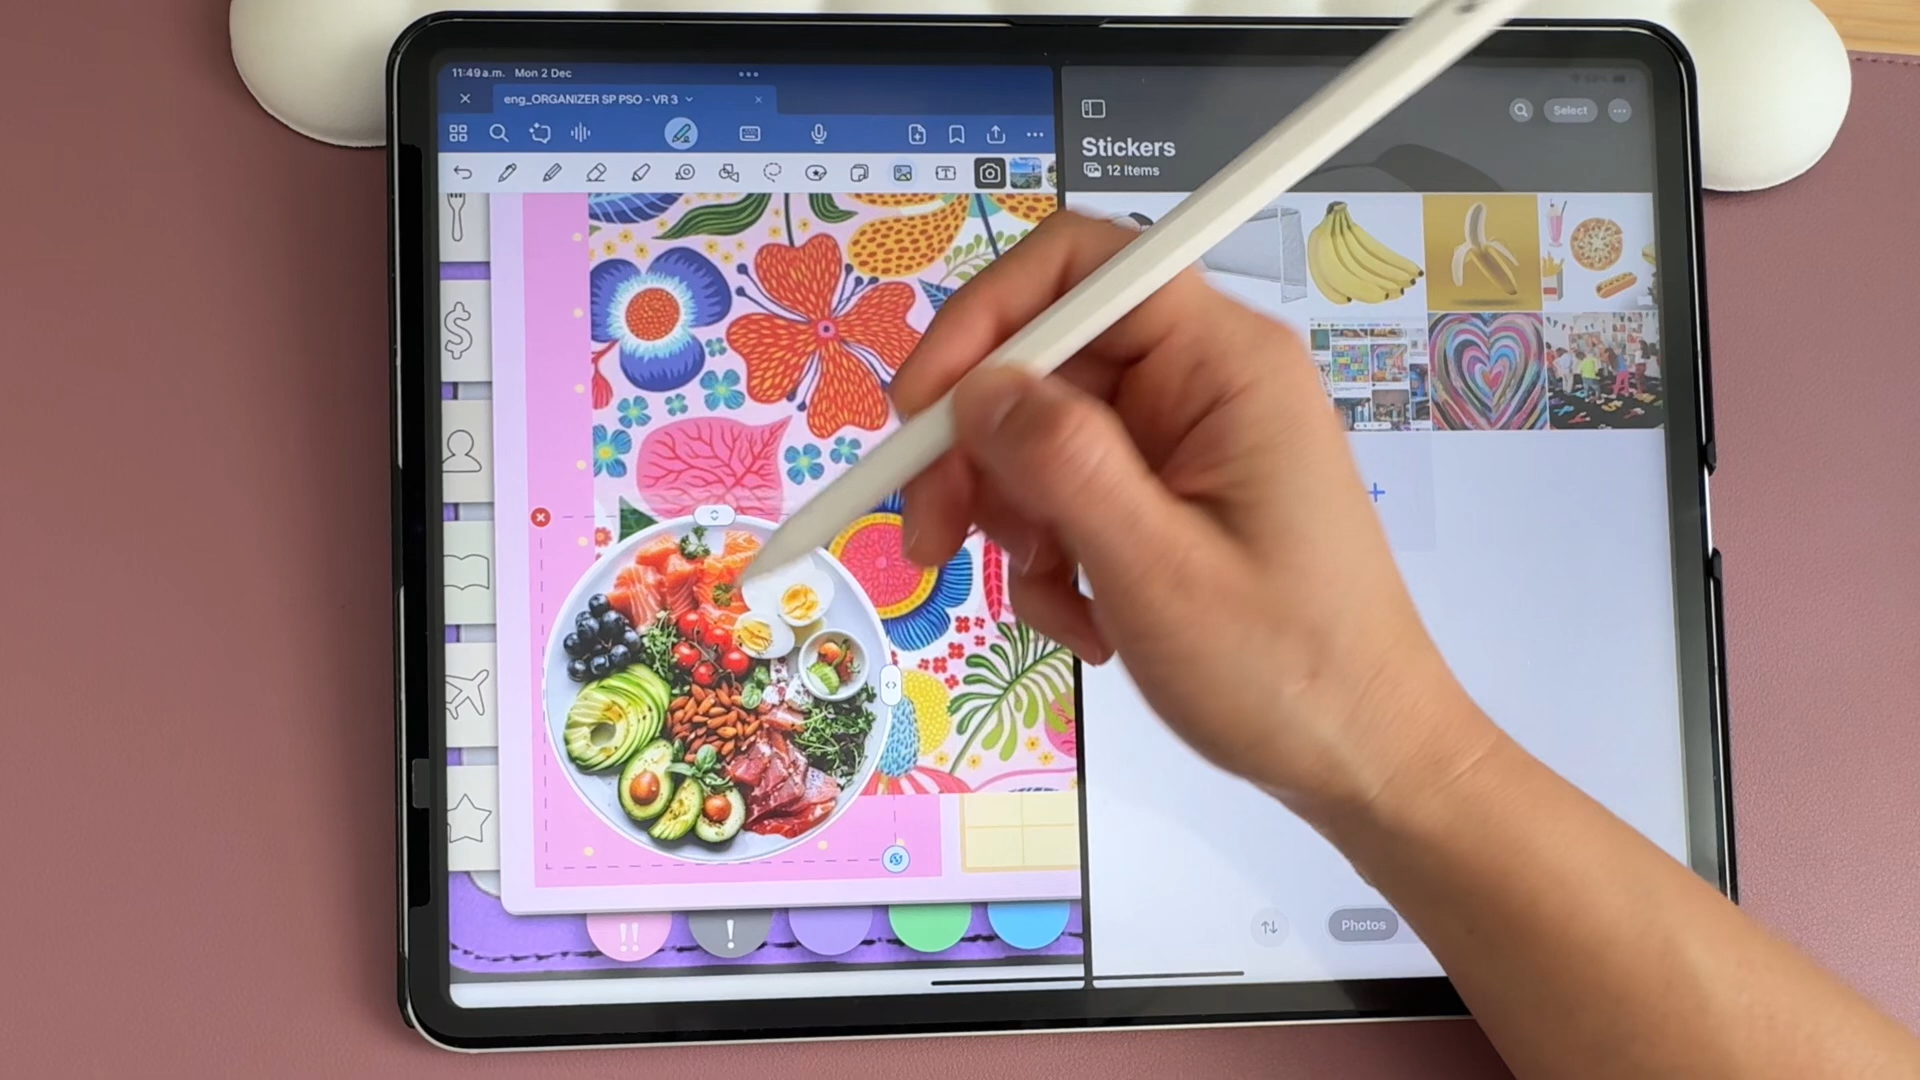 11:49 a.m. Mon 2 Dec
eng_ORGANIZER SP PSO - VR 3
Stickers
12 Items
Select
T
$
!! !
Photos